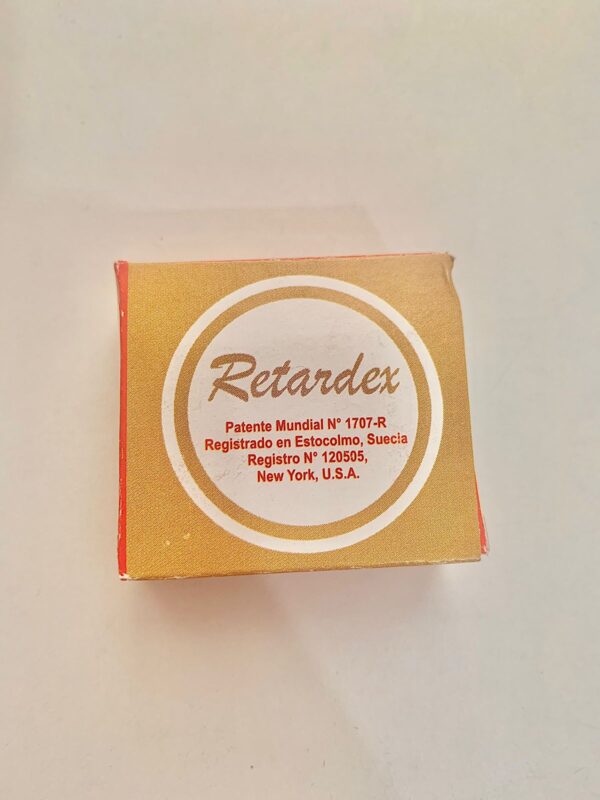 Retardex
Patente Mundial N° 1707-R
Registrado en Estocolmo, Suecia
Registro N° 120505,
New York, U.S.A.